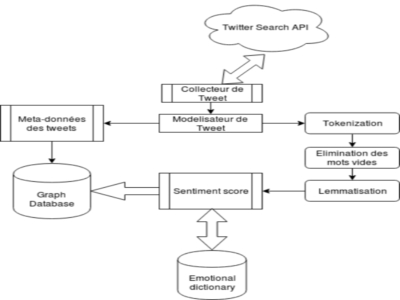 Twitter Search API
Collecteur de
Tweet
Meta-données
des tweets
Modelisateur de
Tweet
Tokenization
Elimination des
mots vides
Graph
Database
Sentiment score
Lemmatisation
Emotional
dictionary